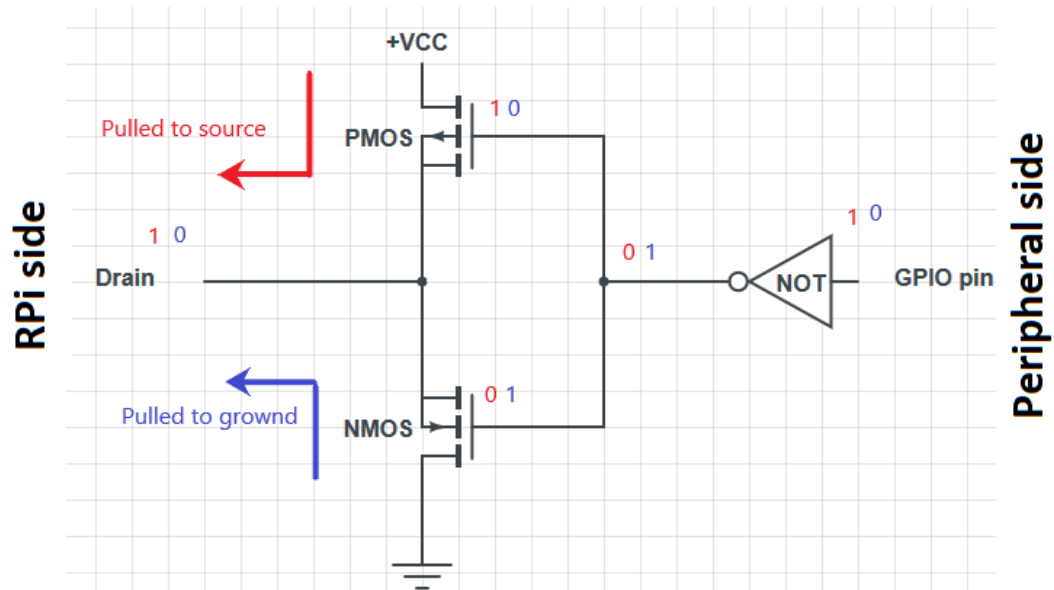 +VCC
1 0
Pulled to source
PMOS
RPi side
1 0
Drain
0 1
1 0
NOT
GPIO pin
Peripheral side
0 1
Pulled to grownd
NMOS